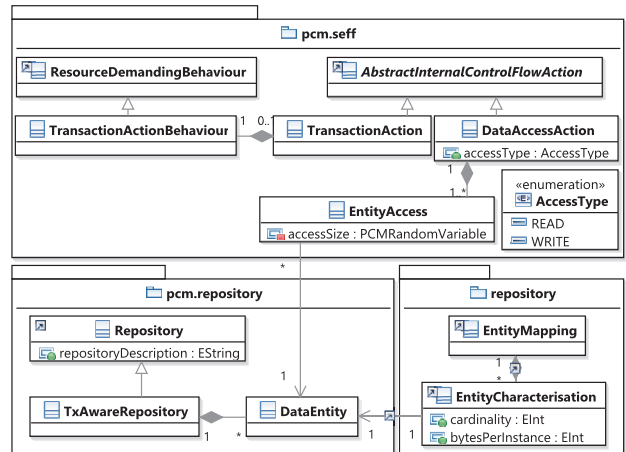 pcm.seff
ResourceDemandingBehaviour
AbstractInternalControlFlowAction
TransactionActionBehaviour
1
0..
TransactionAction
DataAccessAction
accessType : AccessType
1
1..*
«enumeration»
AccessType
READ
WRITE
EntityAccess
accessSize : PCMRandomVariable
*
1
pcm.repository
Repository
repositoryDescription : EString
TxAwareRepository
1
*
DataEntity
1
1
repository
EntityMapping
1
*
EntityCharacterisation
cardinality : EInt
bytesPerInstance : EInt